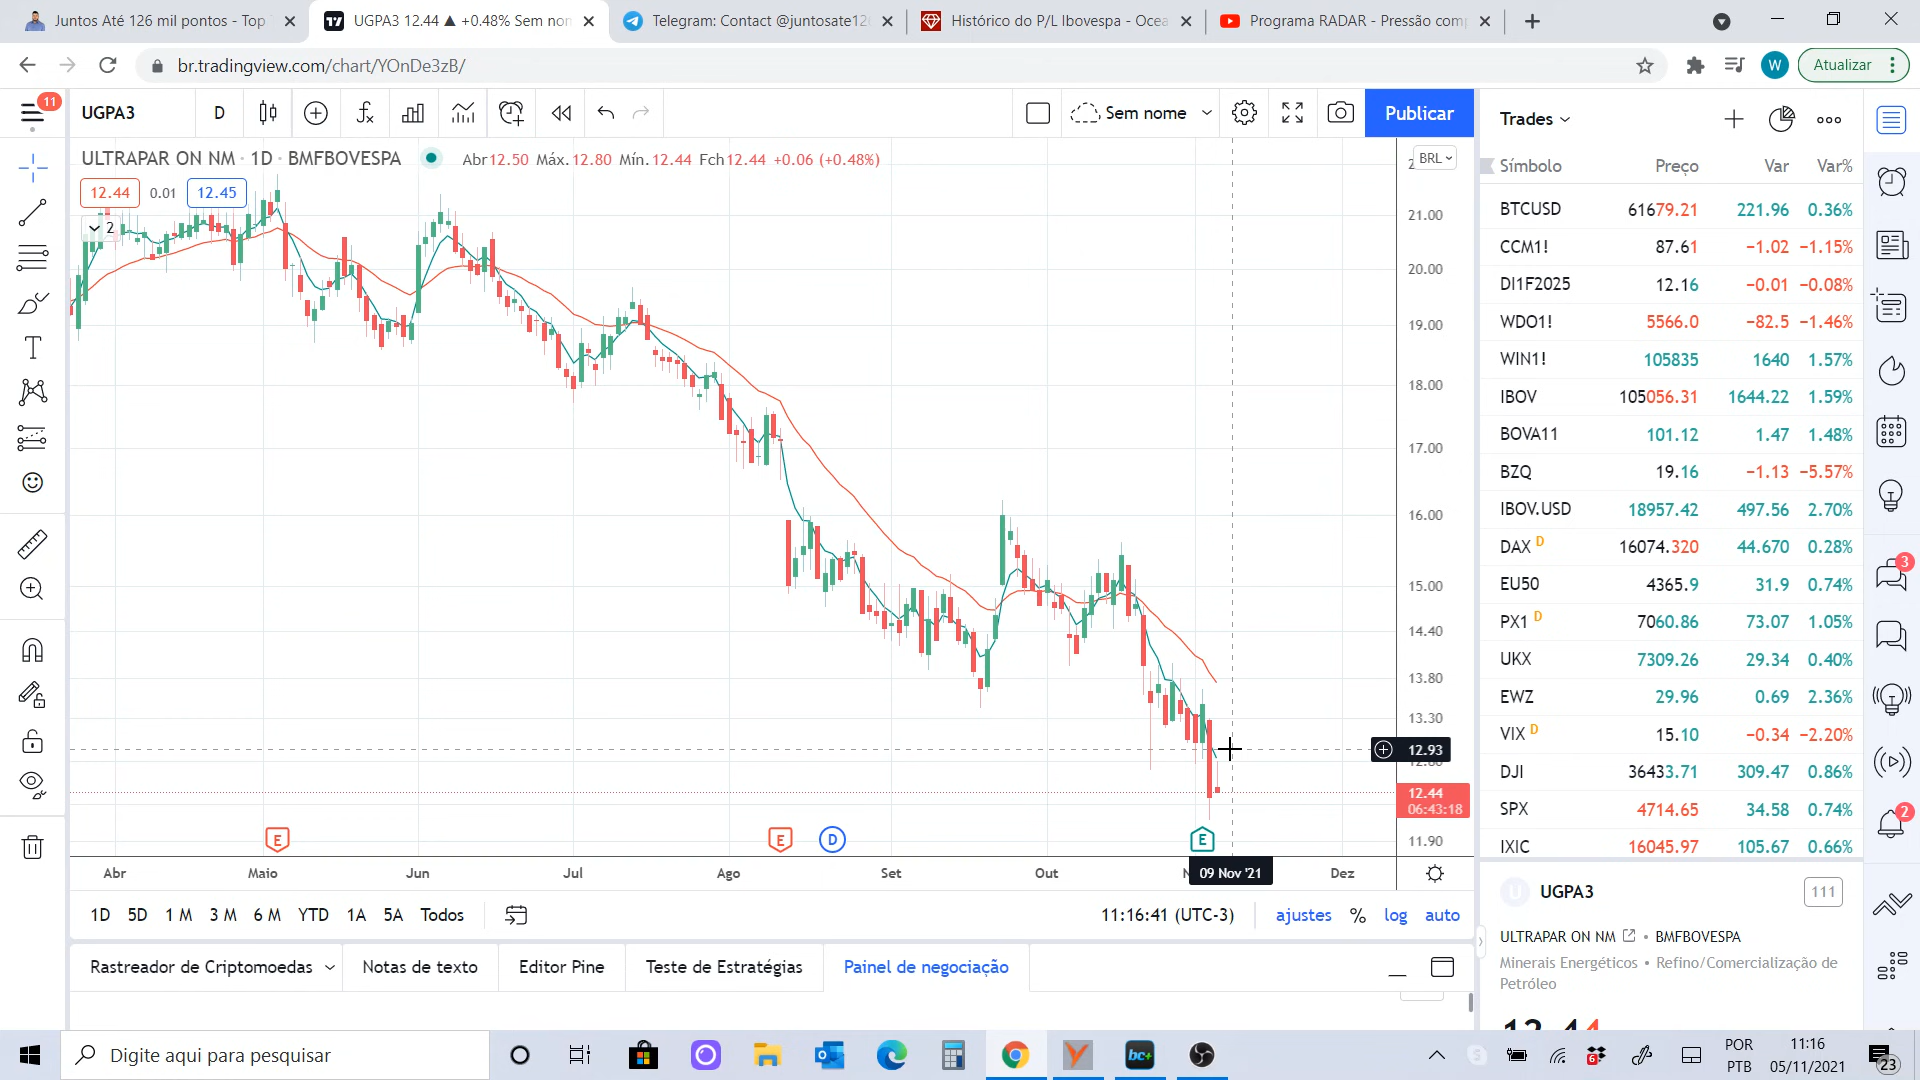 Juntos Até 126 mil pontos - Top
UGPA3 12.44 ▲ +0.48% Sem nom
Telegram: Contact @juntosate126
Histórico do P/L Ibovespa - Ocea
Programa RADAR - Pressão comp
br.tradingview.com/chart/YOnDe3zB/
W
Atualizar
11
UGPA3
D
Sem nome
Publicar
ULTRAPAR ON NM · 1D · BMFBOVESPA
Abr12.50 Máx.12.80 Mín.12.44 Fch12.44 +0.06 (+0.48%)
12.44
0.01
12.45
2
BRL
21.00
20.00
19.00
18.00
17.00
16.00
15.00
14.40
13.80
13.30
12.93
12.44
06:43:18
11.90
E
E
D
E
Abr
Maio
Jun
Jul
Ago
Set
Out
09 Nov '21
Dez
1D
5D
1 M
3 M
6 M
YTD
1A
5A
Todos
11:16:41 (UTC-3)
ajustes
%
log
auto
Rastreador de Criptomoedas
Notas de texto
Editor Pine
Teste de Estratégias
Painel de negociação
Trades
Símbolo Preço Var Var%
BTCUSD 61679.21 221.96 0.36%
CCM1! 87.61 −1.02 −1.15%
DI1F2025 12.16 −0.01 −0.08%
WDO1! 5566.0 −82.5 −1.46%
WIN1! 105835 1640 1.57%
IBOV 105056.31 1644.22 1.59%
BOVA11 101.12 1.47 1.48%
BZQ 19.16 −1.13 −5.57%
IBOV.USD 18957.42 497.56 2.70%
DAX D 16074.320 44.670 0.28%
EU50 4365.9 31.9 0.74%
PX1 D 7060.86 73.07 1.05%
UKX 7309.26 29.34 0.40%
EWZ 29.96 0.69 2.36%
VIX D 15.10 −0.34 −2.20%
DJI 36433.71 309.47 0.86%
SPX 4714.65 34.58 0.74%
IXIC 16045.97 105.67 0.66%
3
2
U
UGPA3
111
ULTRAPAR ON NM • BMFBOVESPA
Minerais Energéticos • Refino/Comercialização de
Petróleo
12.44
Digite aqui para pesquisar
bc+
6
POR
PTB
11:16
05/11/2021
23